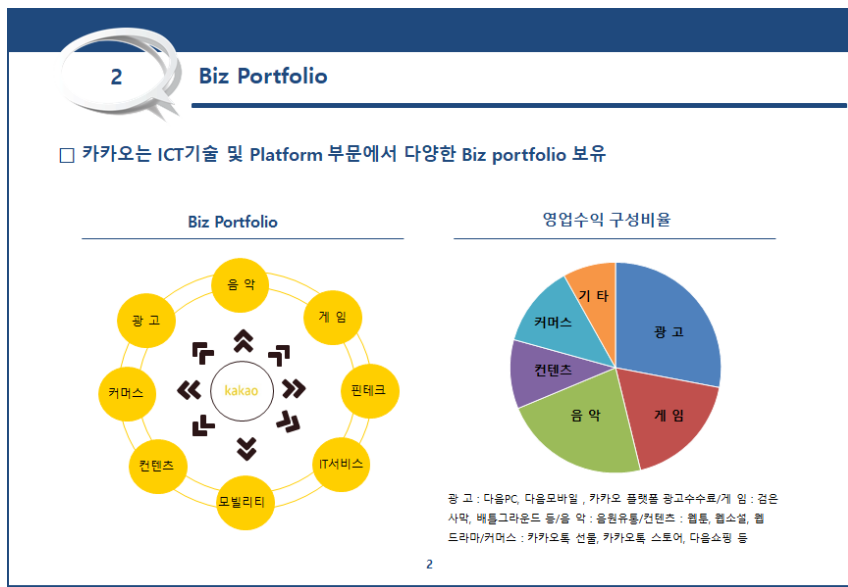 2
Biz Portfolio
□ 카카오는 ICT기술 및 Platform 부문에서 다양한 Biz portfolio 보유
Biz Portfolio
음 악
게 임
광 고
핀테크
커머스
kakao
IT서비스
컨텐츠
모빌리티
영업수익 구성비율
기 타
광 고
커머스
컨텐츠
음 악
게 임
광 고 : 다음PC, 다음모바일 , 카카오 플랫폼 광고수수료/게 임 : 검은
사막, 배틀그라운드 등/음 악 : 음원유통/컨텐츠 : 웹툰, 웹소설, 웹
드라마/커머스 : 카카오톡 선물, 카카오톡 스토어, 다음쇼핑 등
2